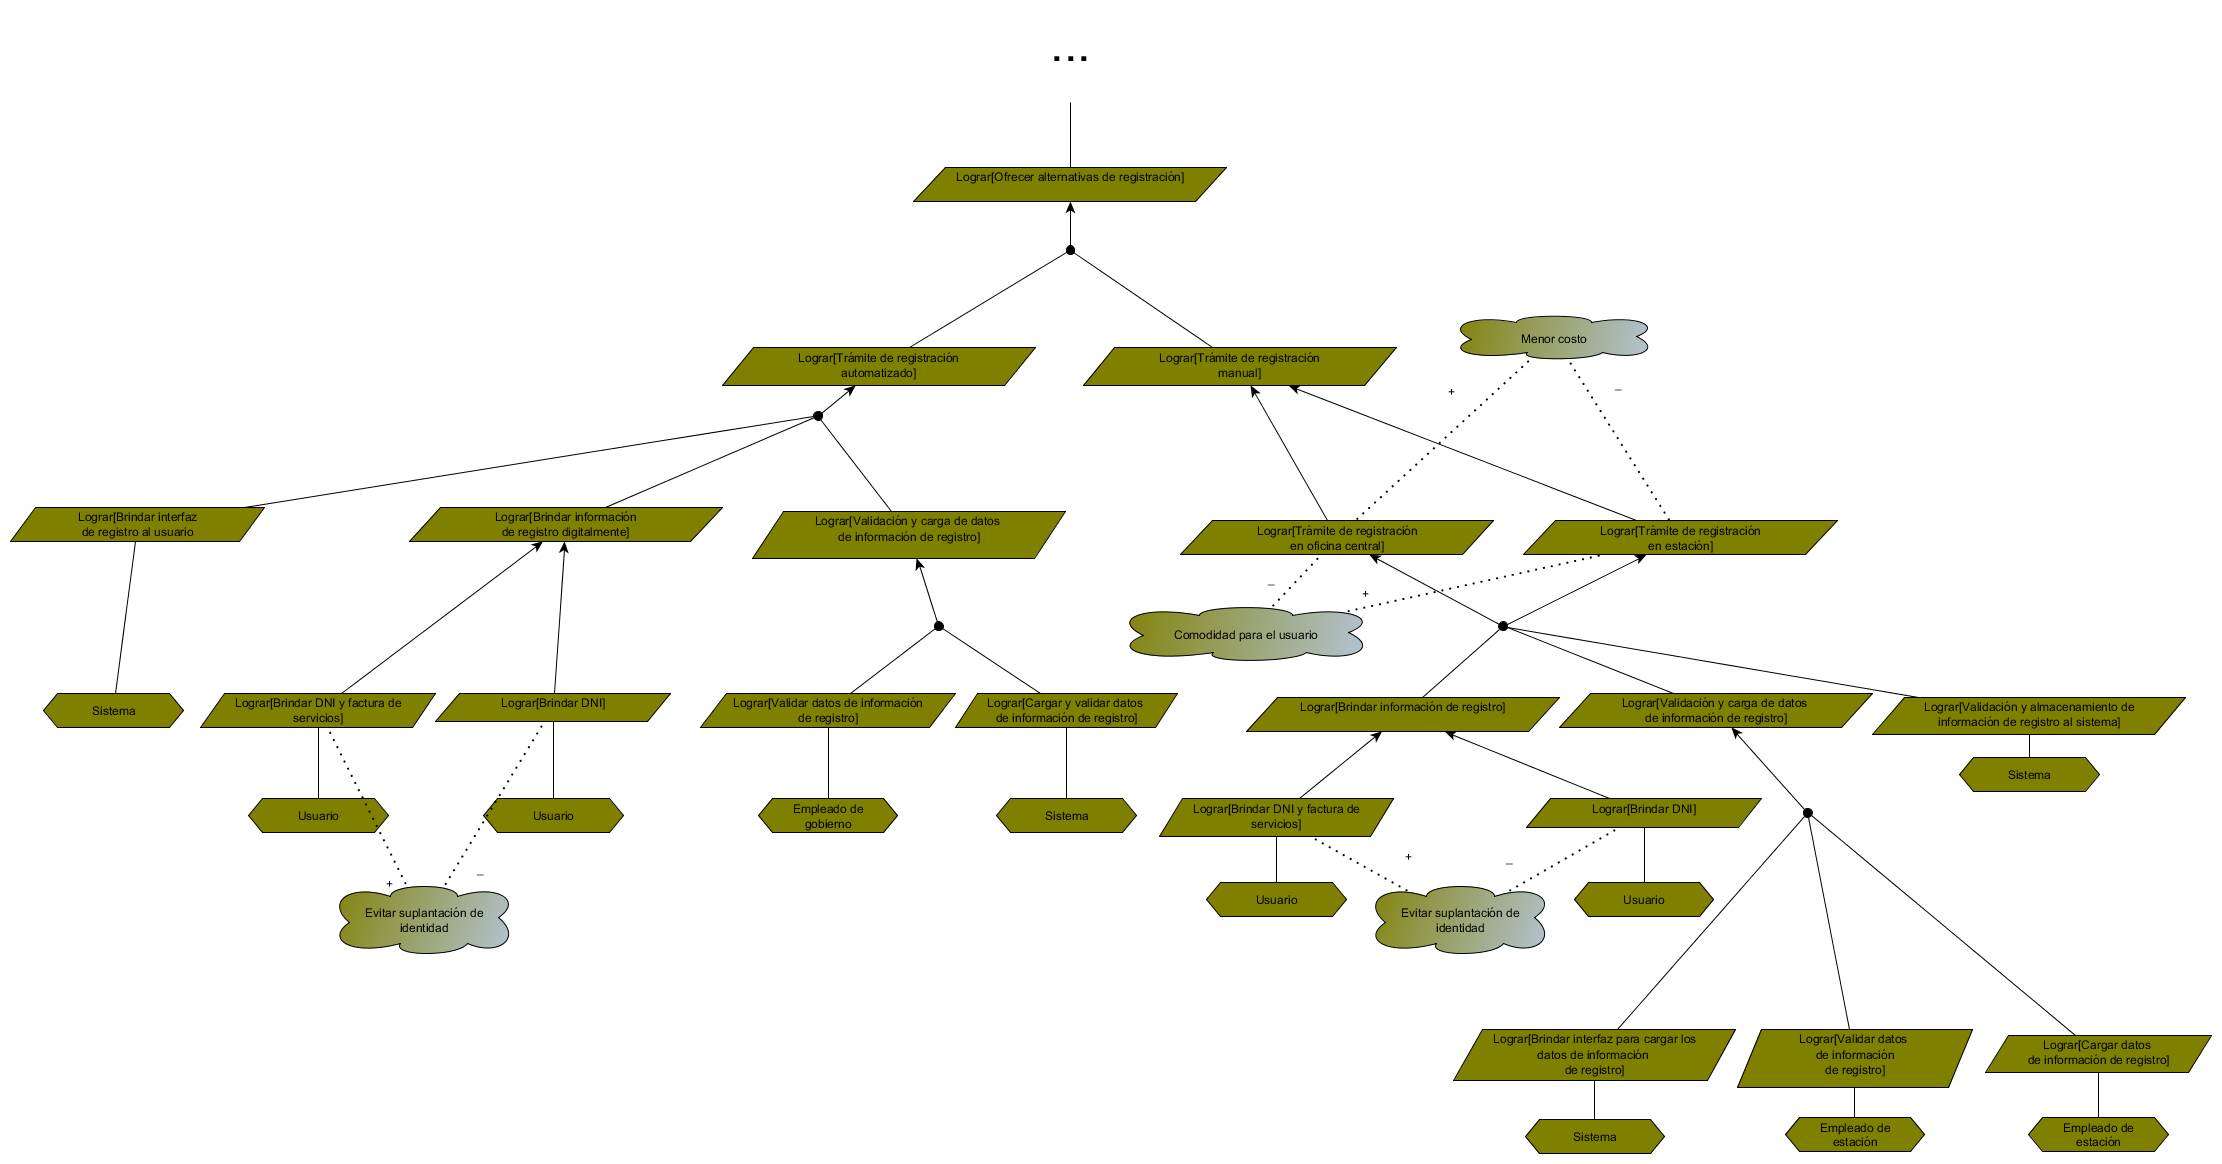 ...
Lograr[Ofrecer alternativas de registración]
Lograr[Trámite de registración
automatizado]
Lograr[Trámite de registración
manual]
Menor costo
+
–
Lograr[Brindar interfaz
de registro al usuario
Lograr[Brindar información
de registro digitalmente]
Lograr[Validación y carga de datos
de información de registro]
Lograr[Trámite de registración
en oficina central]
Lograr[Trámite de registración
en estación]
–
+
Comodidad para el usuario
Sistema
Lograr[Brindar DNI y factura de
servicios]
Lograr[Brindar DNI]
Lograr[Validar datos de información
de registro]
Lograr[Cargar y validar datos
de información de registro]
Lograr[Brindar información de registro]
Lograr[Validación y carga de datos
de información de registro]
Lograr[Validación y almacenamiento de
información de registro al sistema]
Sistema
Usuario
Usuario
Empleado de
gobierno
Sistema
Lograr[Brindar DNI y factura de
servicios]
Lograr[Brindar DNI]
+
–
+
–
Evitar suplantación de
identidad
Usuario
Evitar suplantación de
identidad
Usuario
Lograr[Brindar interfaz para cargar los
datos de información
de registro]
Lograr[Validar datos
de información
de registro]
Lograr[Cargar datos
de información de registro]
Sistema
Empleado de
estación
Empleado de
estación